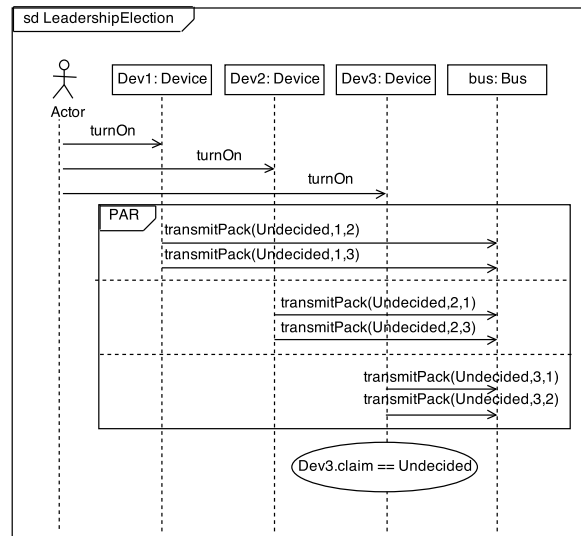 sd LeadershipElection
Dev1: Device
Dev2: Device
Dev3: Device
bus: Bus
Actor
turnOn
turnOn
turnOn
PAR
transmitPack(Undecided,1,2)
transmitPack(Undecided,1,3)
transmitPack(Undecided,2,1)
transmitPack(Undecided,2,3)
transmitPack(Undecided,3,1)
transmitPack(Undecided,3,2)
Dev3.claim == Undecided